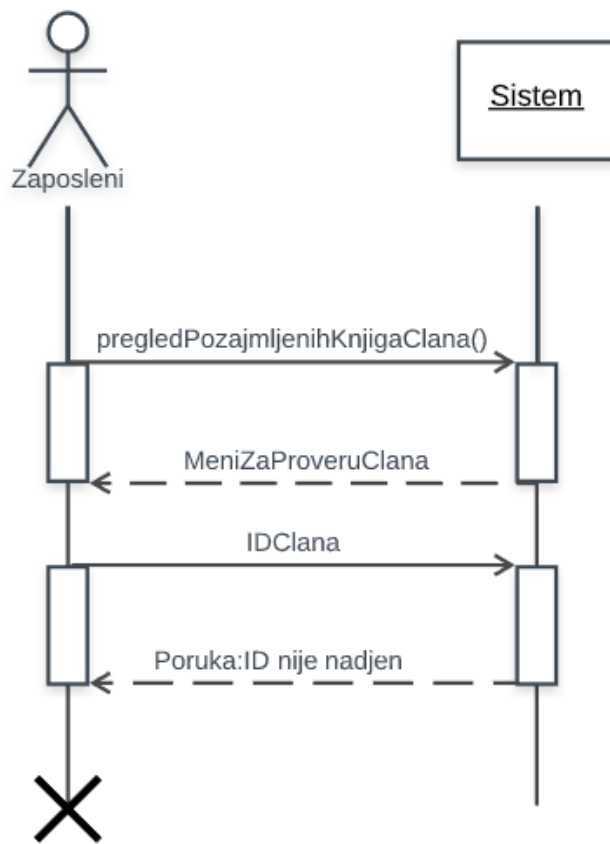 Sistem
Zaposleni
pregledPozajmljenihKnjigaClana()
MeniZaProveruClana
IDClana
Poruka:ID nije nadjen